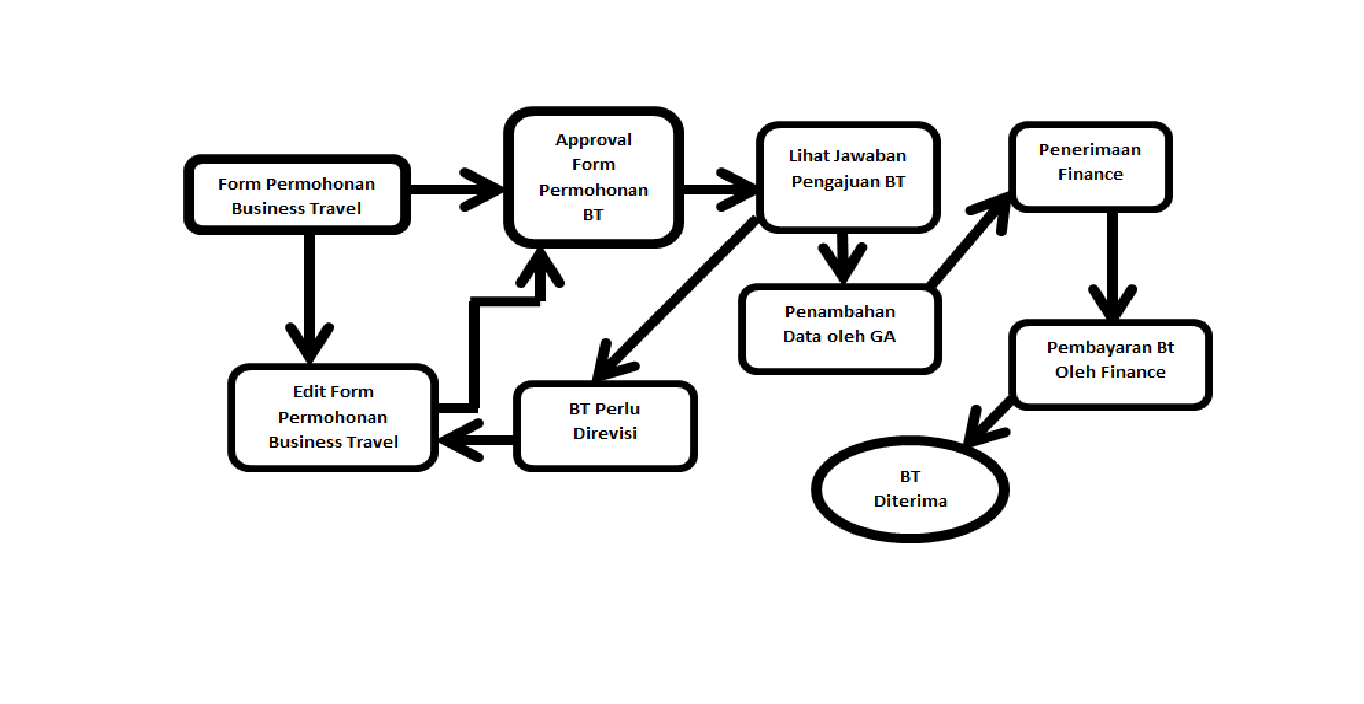 Form Permohonan
Business Travel
Approval
Form
Permohonan
BT
Lihat Jawaban
Pengajuan BT
Penerimaan
Finance
Penambahan
Data oleh GA
Pembayaran Bt
Oleh Finance
Edit Form
Permohonan
Business Travel
BT Perlu
Direvisi
BT
Diterima